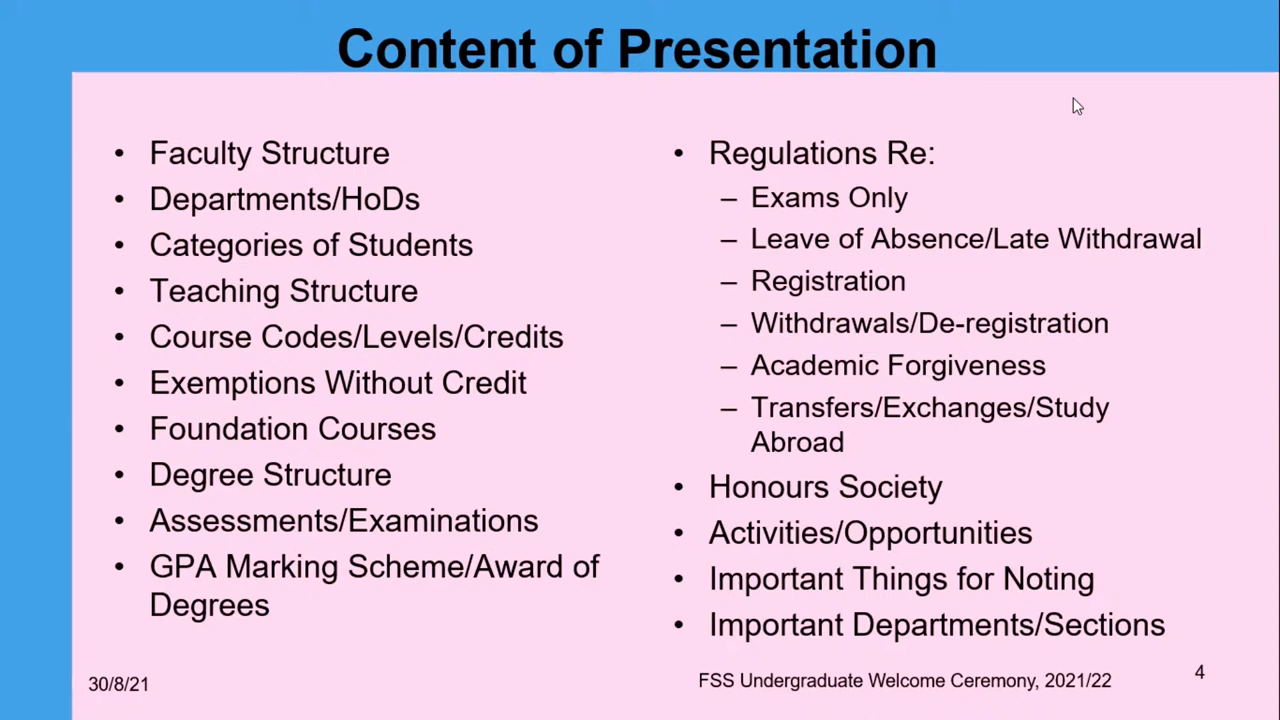 Content of Presentation
• Faculty Structure
• Departments/HoDs
• Categories of Students
• Teaching Structure
• Course Codes/Levels/Credits
• Exemptions Without Credit
• Foundation Courses
• Degree Structure
• Assessments/Examinations
• GPA Marking Scheme/Award of
Degrees
• Regulations Re:
– Exams Only
– Leave of Absence/Late Withdrawal
– Registration
– Withdrawals/De-registration
– Academic Forgiveness
– Transfers/Exchanges/Study
Abroad
• Honours Society
• Activities/Opportunities
• Important Things for Noting
• Important Departments/Sections
30/8/21
FSS Undergraduate Welcome Ceremony, 2021/22
4